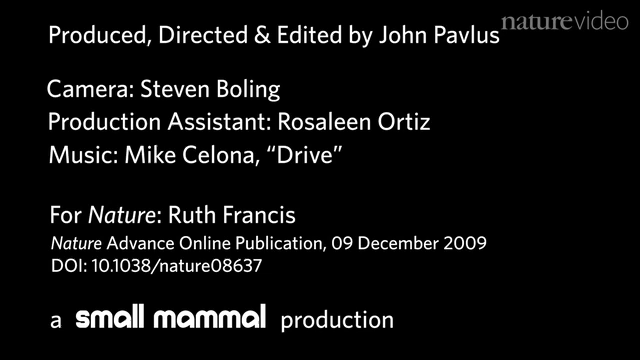 naturevideo
Produced, Directed & Edited by John Pavlus
Camera: Steven Boling
Production Assistant: Rosaleen Ortiz
Music: Mike Celona, “Drive”
For Nature: Ruth Francis
Nature Advance Online Publication, 09 December 2009
DOI: 10.1038/nature08637
a small mammal production